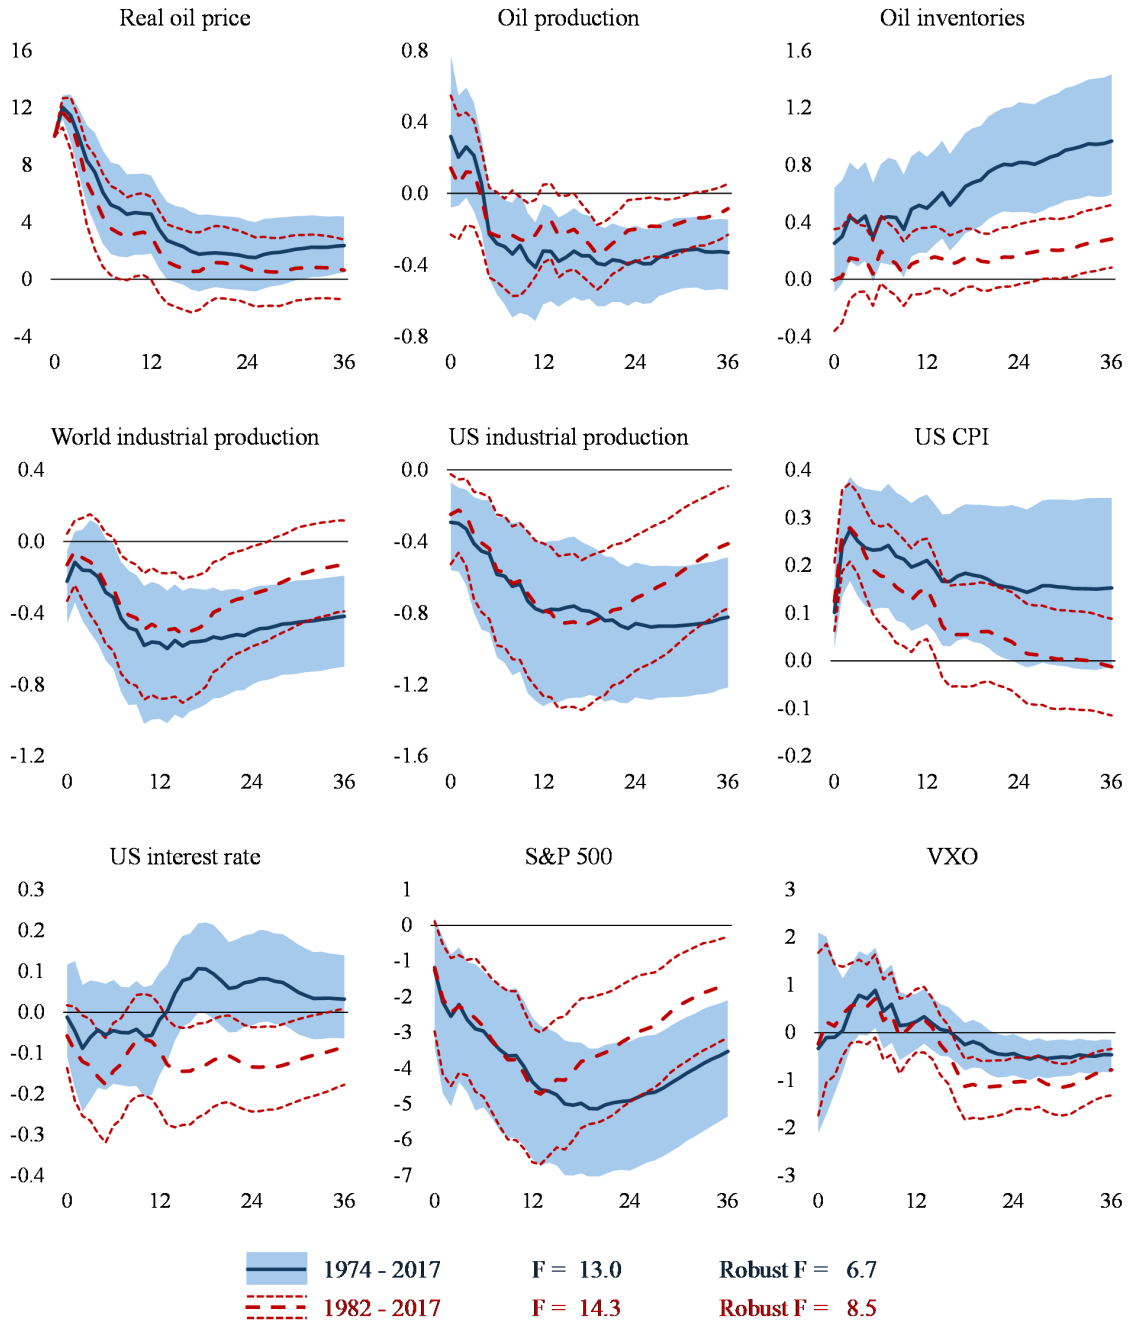 Real oil price
Oil production
Oil inventories
16
12
8
4
0
-4
0 12 24 36
0.8
0.4
0.0
-0.4
-0.8
0 12 24 36
1.6
1.2
0.8
0.4
0.0
-0.4
0 12 24 36
World industrial production
US industrial production
US CPI
0.4
0.0
-0.4
-0.8
-1.2
0 12 24 36
0.0
-0.4
-0.8
-1.2
-1.6
0 12 24 36
0.4
0.3
0.2
0.1
0.0
-0.1
-0.2
0 12 24 36
US interest rate
S&P 500
VXO
0.3
0.2
0.1
0.0
-0.1
-0.2
-0.3
-0.4
0 12 24 36
1
0
-1
-2
-3
-4
-5
-6
-7
0 12 24 36
3
2
1
0
-1
-2
-3
0 12 24 36
1974 - 2017 F = 13.0 Robust F = 6.7
1982 - 2017 F = 14.3 Robust F = 8.5